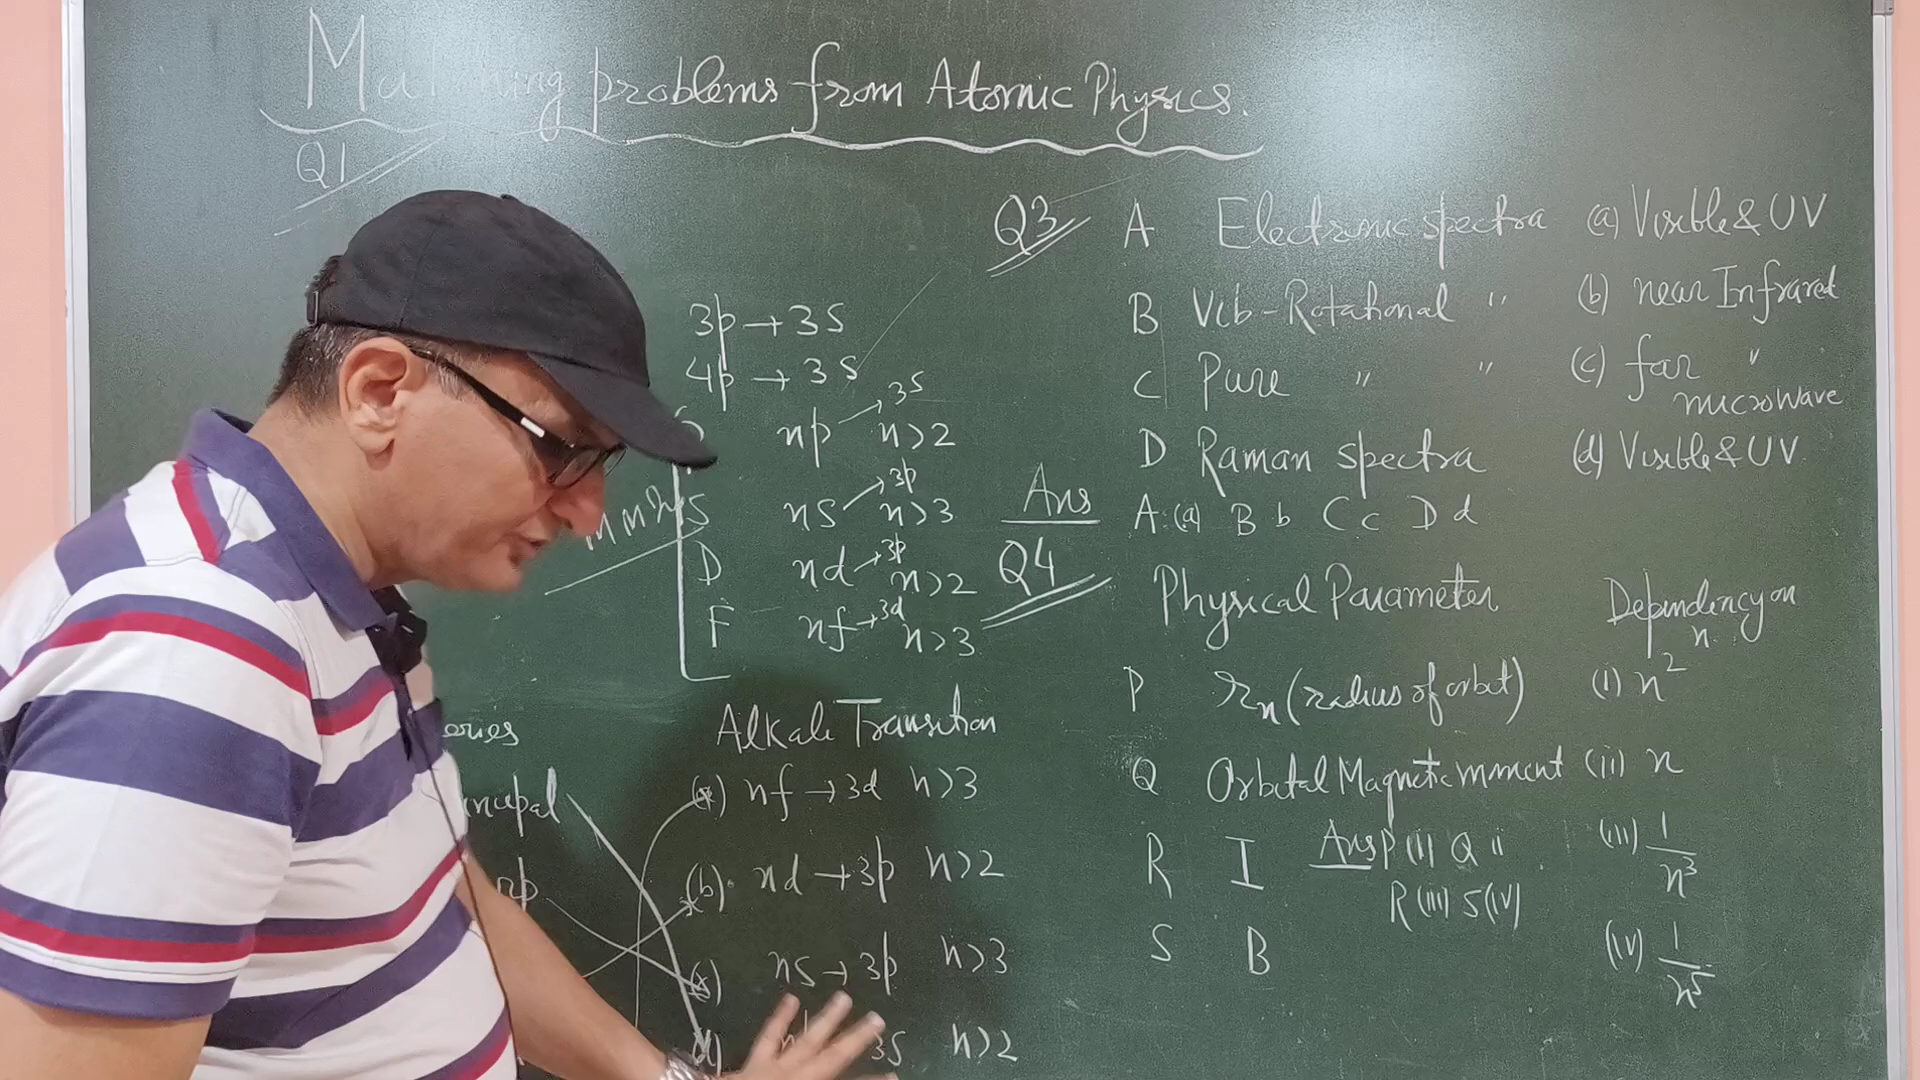 Matching problems from Atomic Physics.
Q1
3p → 3s
4p → 3s
np → 3s n>2
S ns → 3p n>3
D nd → 3p n>2
F nf → 3d n>3
Alkali Transition
nf → 3d n>3
(b) nd → 3p n>2
ns → 3p n>3
3s n>2
Q3 A Electronic spectra (a) Visible & UV
B Vib-Rotational " (b) near Infrared
C Pure " " (c) far "
microwave
D Raman spectra (d) Visible & UV
Ans A:(a) B b C c D d
Q4 Physical Parameter Dependency on
n
P rₙ (radius of orbit) (i) n²
Q Orbital Magnetic moment (ii) n
R I (iii) 1/n³
Ans P (i) Q ii
R (iii) S (iv)
S B (iv) 1/n⁵